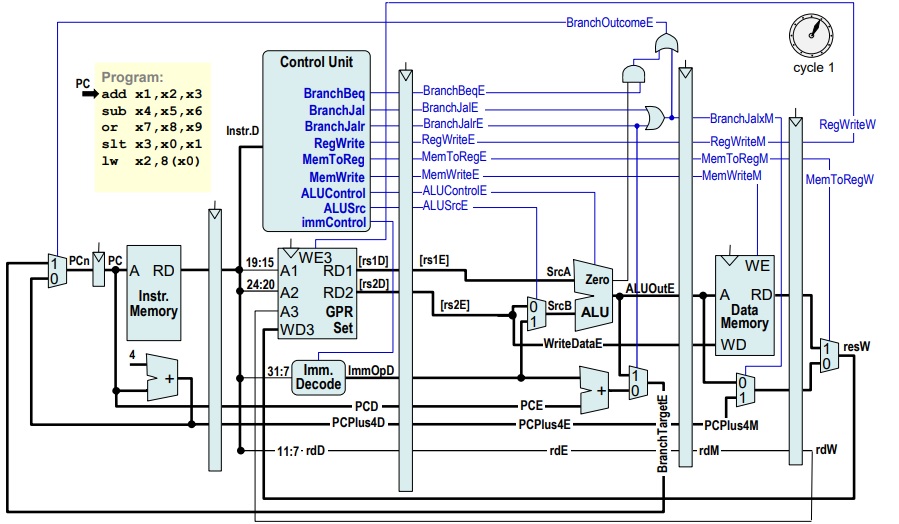 BranchOutcomeE
cycle 1
PC
Program:
add x1,x2,x3
sub x4,x5,x6
or x7,x8,x9
slt x3,x0,x1
lw x2,8(x0)
Control Unit
BranchBeq
BranchJal
BranchJalr
RegWrite
MemToReg
MemWrite
ALUControl
ALUSrc
immControl
BranchBeqE
BranchJalE
BranchJalrE
RegWriteE
MemToRegE
MemWriteE
ALUControlE
ALUSrcE
BranchJalxM
RegWriteM
MemToRegM
MemWriteM
RegWriteW
MemToRegW
Instr.D
1
0
PCn
PC
A RD
Instr.
Memory
4
+
19:15
24:20
WE3
A1 RD1
A2 RD2
A3 GPR
WD3 Set
[rs1D]
[rs2D]
[rs1E]
[rs2E]
0
1
SrcA
SrcB
Zero
ALU
ALUOutE
WriteDataE
WE
A RD
Data
Memory
WD
1
0
resW
31:7
Imm.
Decode
ImmOpD
+
1
0
0
1
PCD
PCE
PCPlus4D
PCPlus4E
BranchTargetE
PCPlus4M
11:7
rdD
rdE
rdM
rdW